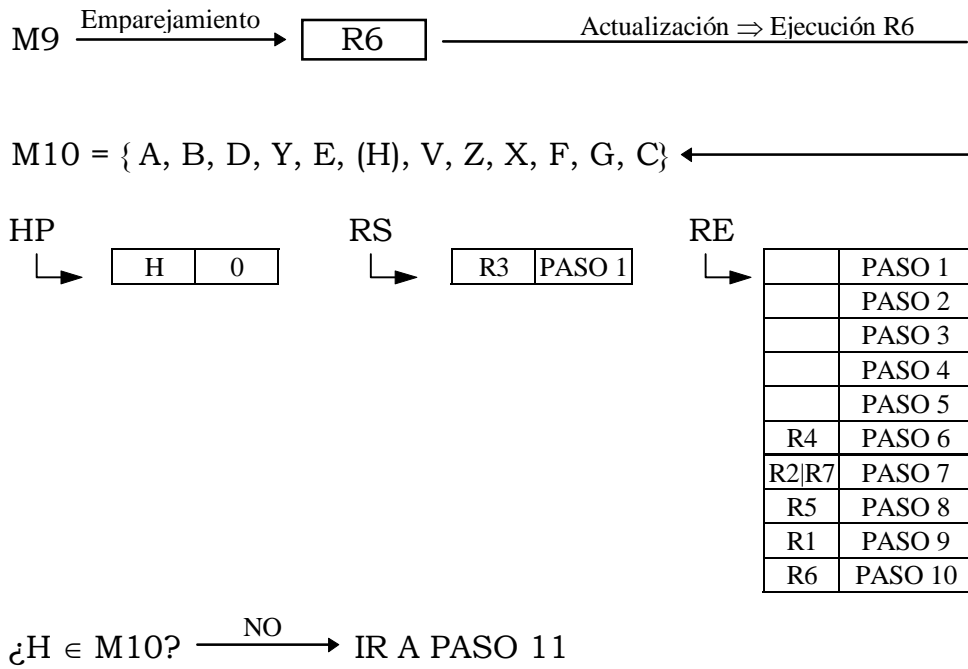 M9 Emparejamiento R6 Actualización ⇒ Ejecución R6
M10 = { A, B, D, Y, E, (H), V, Z, X, F, G, C}
HP RS RE
H 0 R3 PASO 1 PASO 1
PASO 2
PASO 3
PASO 4
PASO 5
R4 PASO 6
R2|R7 PASO 7
R5 PASO 8
R1 PASO 9
R6 PASO 10
¿H ∈ M10? NO IR A PASO 11